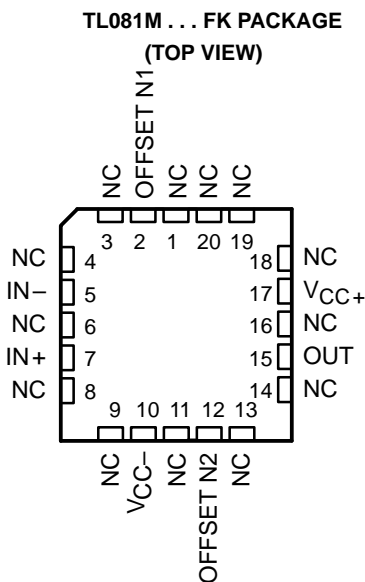 TL081M . . . FK PACKAGE
(TOP VIEW)
NC
OFFSET N1
NC
NC
NC
3 2 1 20 19
NC 4
IN− 5
NC 6
IN+ 7
NC 8
18 NC
17 VCC+
16 NC
15 OUT
14 NC
9 10 11 12 13
NC
VCC−
NC
OFFSET N2
NC